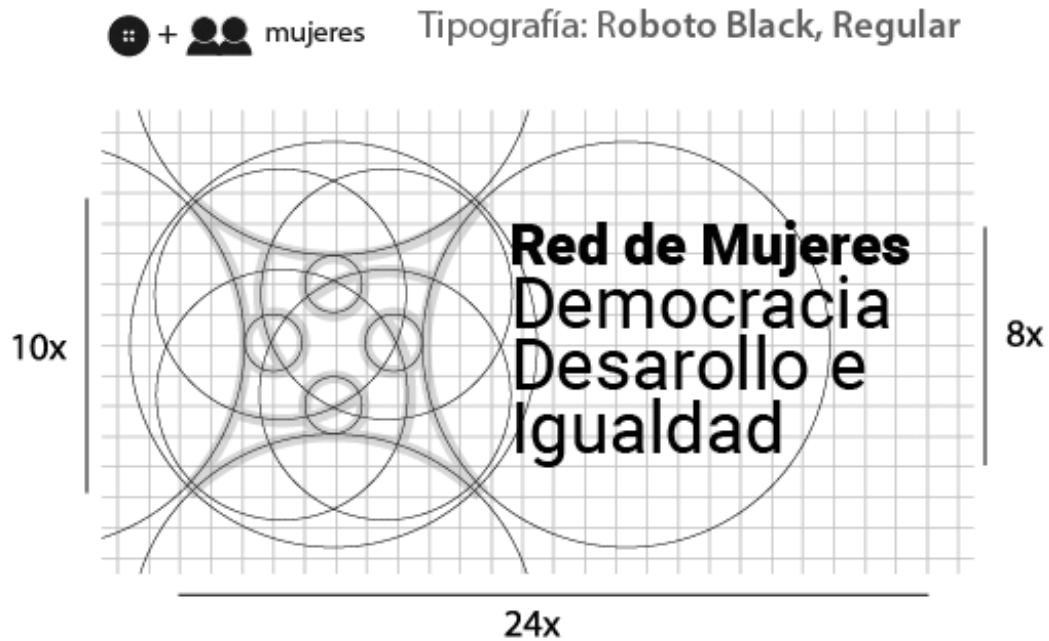 + mujeres
Tipografía: Roboto Black, Regular
10x
Red de Mujeres
Democracia
Desarollo e
Igualdad
8x
24x